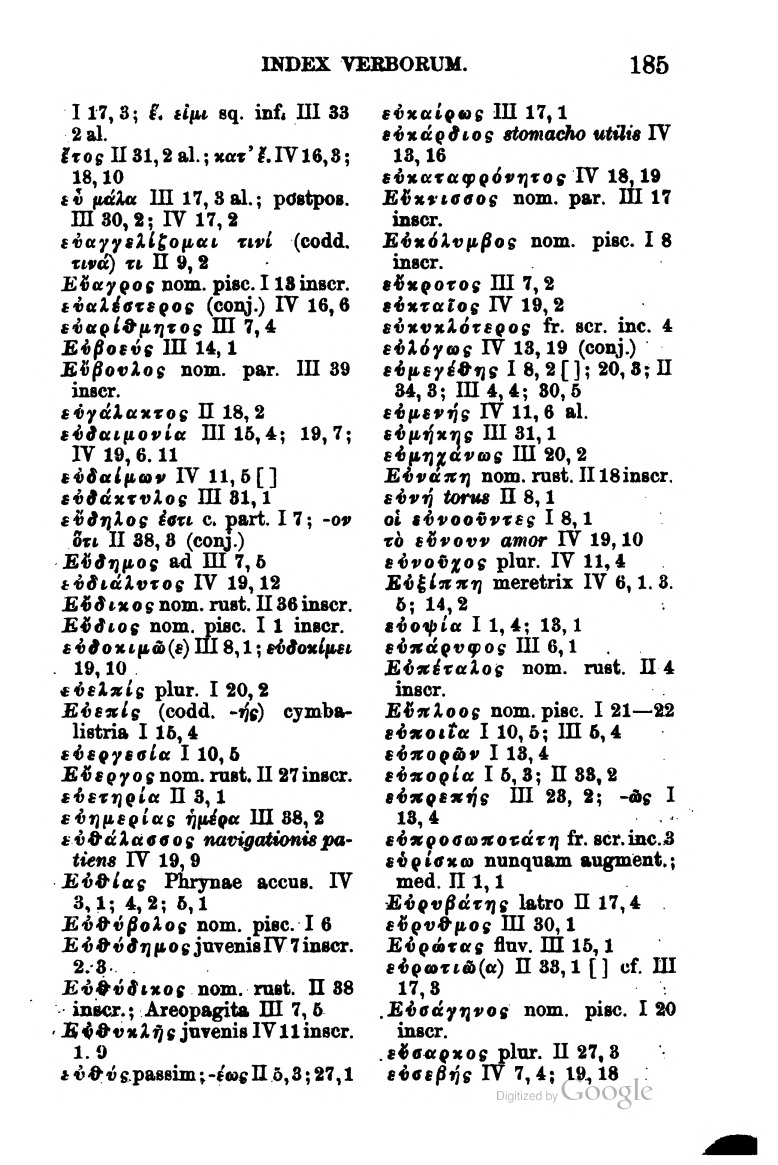 INDEX VERBORUM. 185
I 17, 3; ἔ. εἰμι sq. inf. III 33
2 al.
ἔτος II 31, 2 al.; κατ’ ἔ. IV 16, 3;
18, 10
εὖ μάλα III 17, 3 al.; postpos.
III 30, 2; IV 17, 2
εὐαγγελίζομαι τινί (codd.
τινά) τι II 9, 2
Εὔαγρος nom. pisc. I 13 inscr.
εὐαλέστερος (conj.) IV 16, 6
εὐαρίθμητος III 7, 4
Εὐβοεύς III 14, 1
Εὔβουλος nom. par. III 39
inscr.
εὐγάλακτος II 18, 2
εὐδαιμονία III 15, 4; 19, 7;
IV 19, 6. 11
εὐδαίμων IV 11, 5 [ ]
εὐδάκτυλος III 31, 1
εὔδηλος ἐστι c. part. I 7; -ον
ὅτι II 38, 3 (conj.)
Εὔδημος ad III 7, 5
εὐδιάλυτος IV 19, 12
Εὔδικος nom. rust. II 36 inscr.
Εὔδιος nom. pisc. I 1 inscr.
εὐδοκιμῶ(ε) III 8, 1; εὐδοκίμει
19, 10
εὐελπίς plur. I 20, 2
Εὐεπίς (codd. -ής) cymba-
listria I 15, 4
εὐεργεσία I 10, 5
Εὔεργος nom. rust. II 27 inscr.
εὐετηρία II 3, 1
εὐημερίας ἡμέρα III 38, 2
εὐθάλασσος navigationis pa-
tiens IV 19, 9
Εὐθίας Phrynae accus. IV
3, 1; 4, 2; 5, 1
Εὐθύβολος nom. pisc. I 6
Εὐθύδημος juvenis IV 7 inscr.
2. 3
Εὐθύδικος nom. rust. II 38
inscr.; Areopagita III 7, 5
Εὐθυκλῆς juvenis IV 11 inscr.
1. 9
εὐθύς passim; -έως II 5, 3; 27, 1
εὐκαίρως III 17, 1
εὐκάρδιος stomacho utilis IV
13, 16
εὐκαταφρόνητος IV 18, 19
Εὔκνισσος nom. par. III 17
inscr.
Εὐκόλυμβος nom. pisc. I 8
inscr.
εὔκροτος III 7, 2
εὐκταῖος IV 19, 2
εὐκυκλότερος fr. scr. inc. 4
εὐλόγως IV 13, 19 (conj.)
εὐμεγέθης I 8, 2 [ ]; 20, 3; II
34, 3; III 4, 4; 30, 5
εὐμενής IV 11, 6 al.
εὐμήκης III 31, 1
εὐμηχάνως III 20, 2
Εὐνάπη nom. rust. II 18 inscr.
εὐνή torus II 8, 1
οἱ εὐνοοῦντες I 8, 1
τὸ εὔνουν amor IV 19, 10
εὐνοῦχος plur. IV 11, 4
Εὐξίππη meretrix IV 6, 1. 3.
5; 14, 2
εὐοψία I 1, 4; 13, 1
εὐπάρυφος III 6, 1
Εὐπέταλος nom. rust. II 4
inscr.
Εὔπλοος nom. pisc. I 21—22
εὐποιΐα I 10, 5; III 5, 4
εὐπορῶν I 13, 4
εὐπορία I 5, 3; II 33, 2
εὐπρεπής III 23, 2; -ῶς I
13, 4
εὐπροσωποτάτη fr. scr. inc. 3
εὑρίσκω nunquam augment.;
med. II 1, 1
Εὐρυβάτης latro II 17, 4
εὔρυθμος III 30, 1
Εὐρώτας fluv. III 15, 1
εὐρωτιῶ(α) II 33, 1 [ ] cf. III
17, 3
Εὐσάγηνος nom. pisc. I 20
inscr.
εὔσαρκος plur. II 27, 3
εὐσεβής IV 7, 4; 19, 18
Digitized by Google